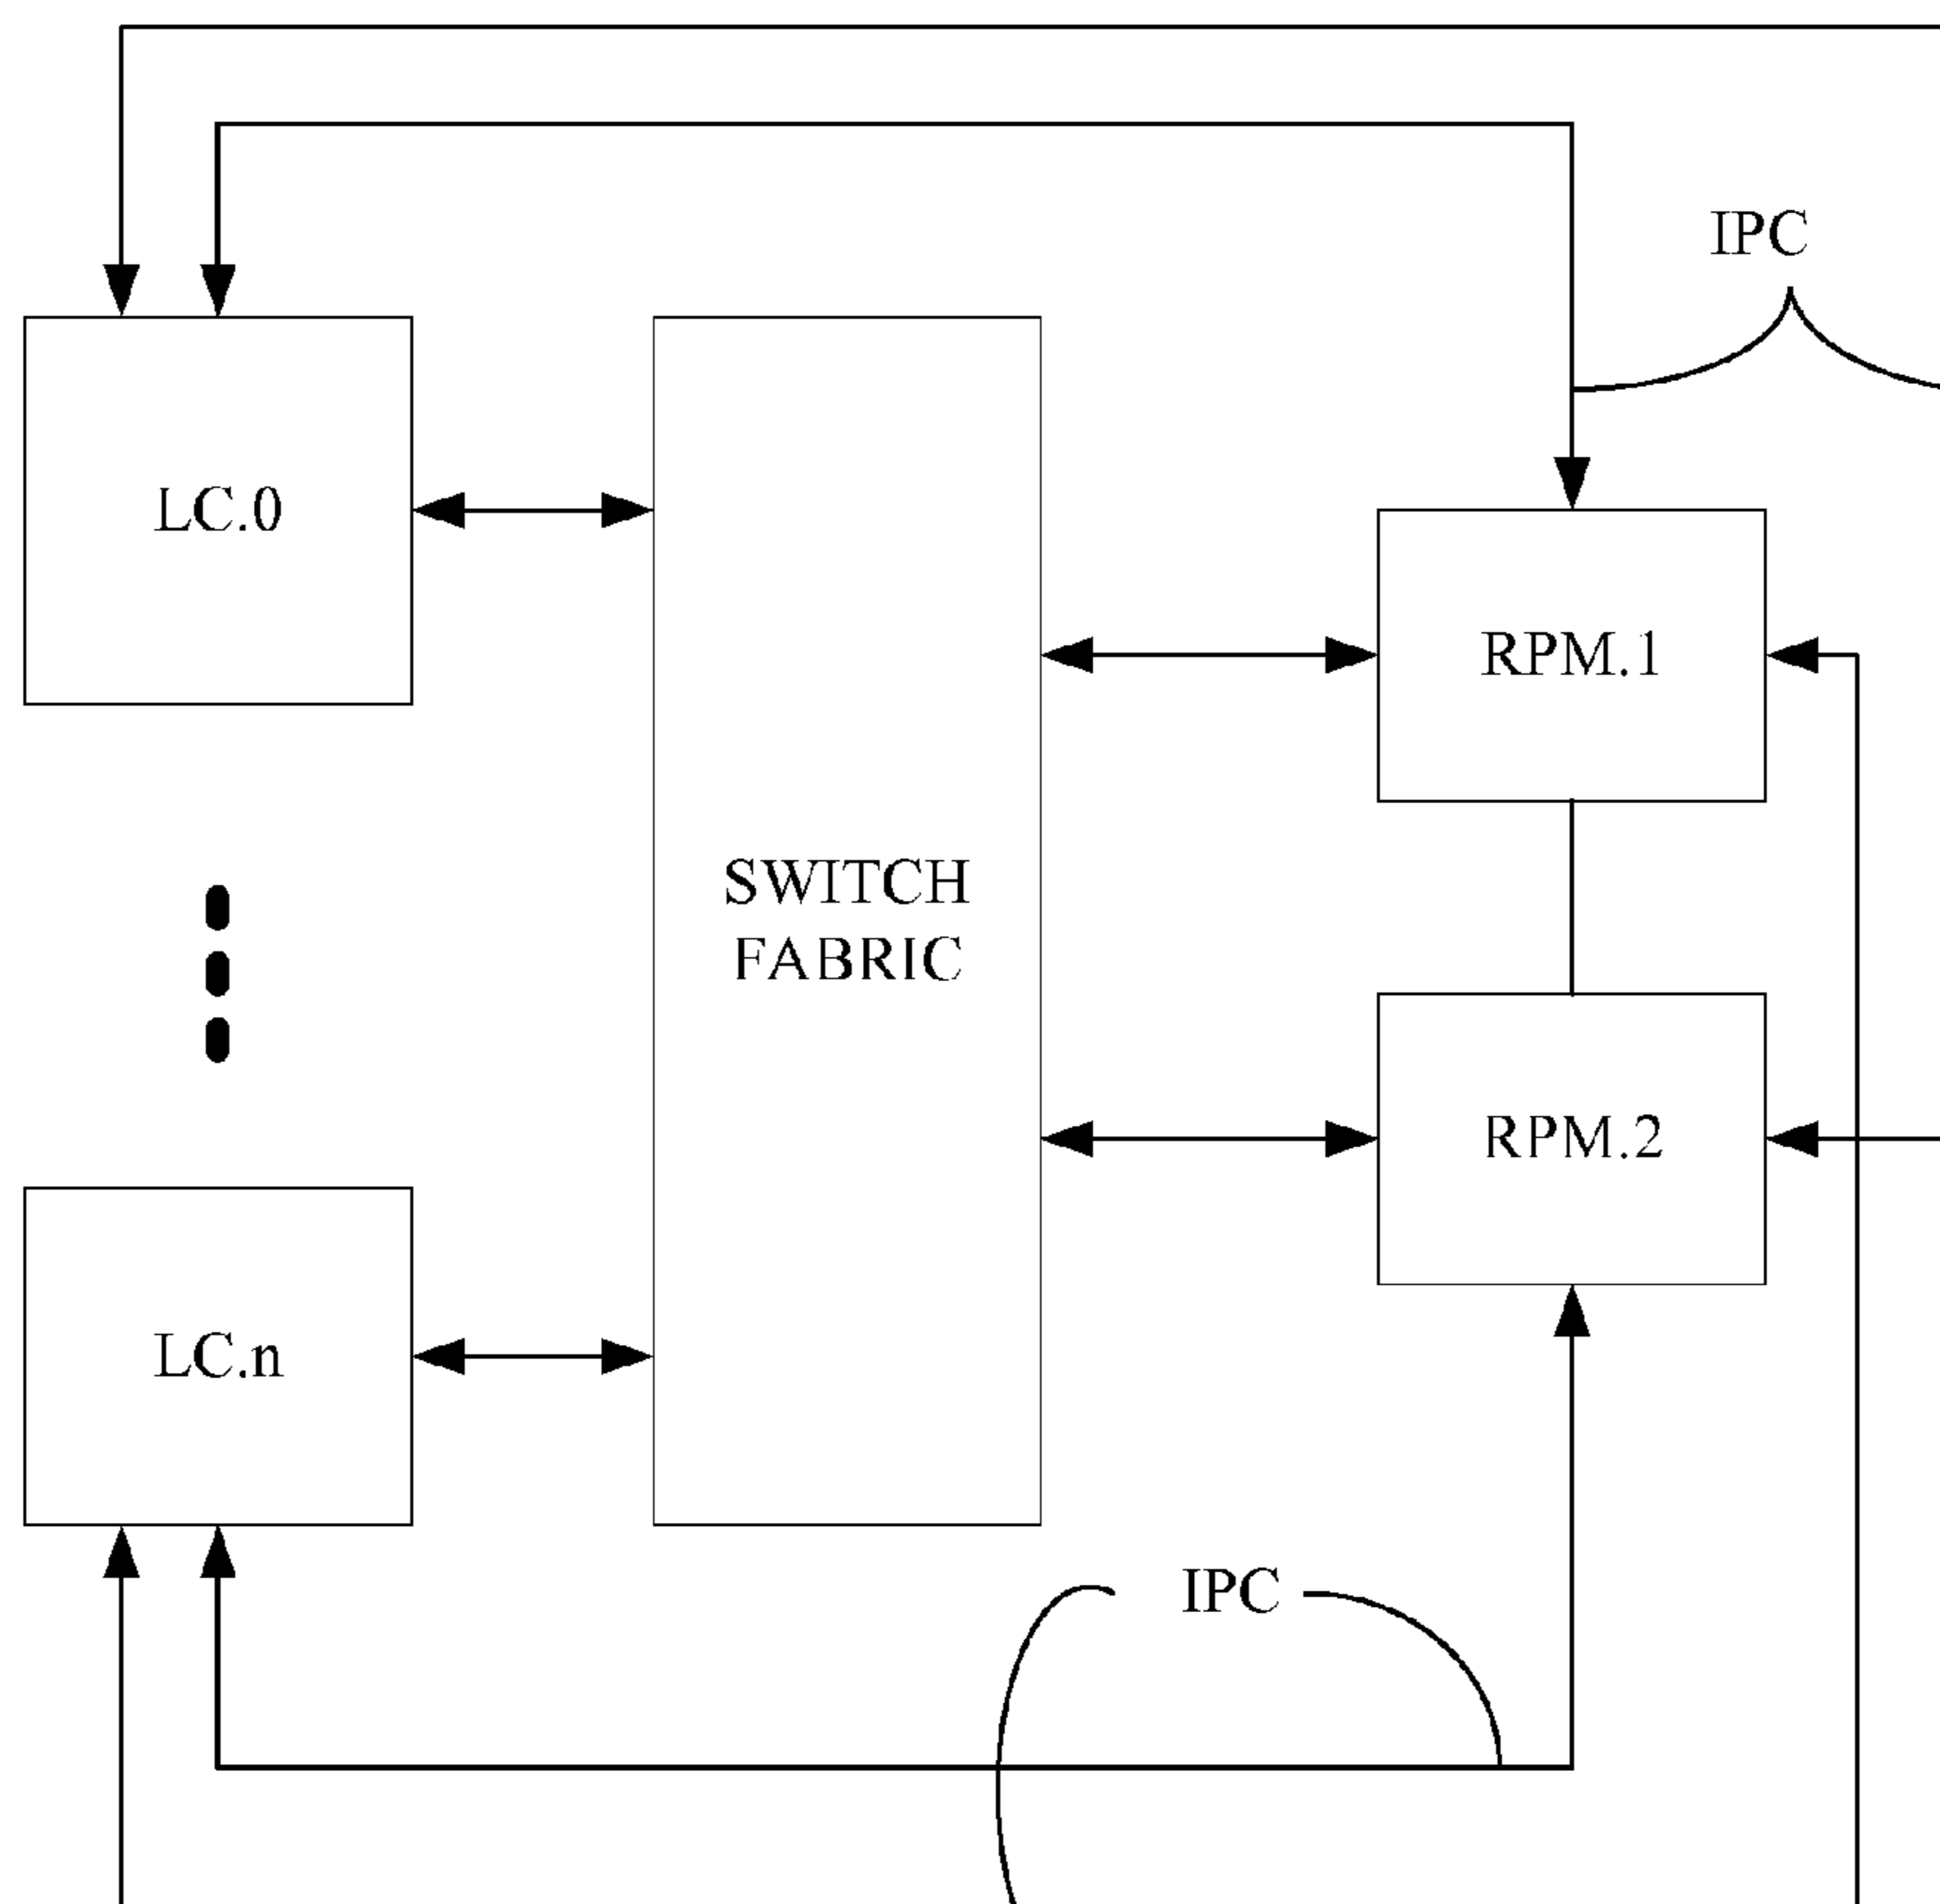 IPC
LC.0
RPM.1
SWITCH
FABRIC
RPM.2
LC.n
IPC